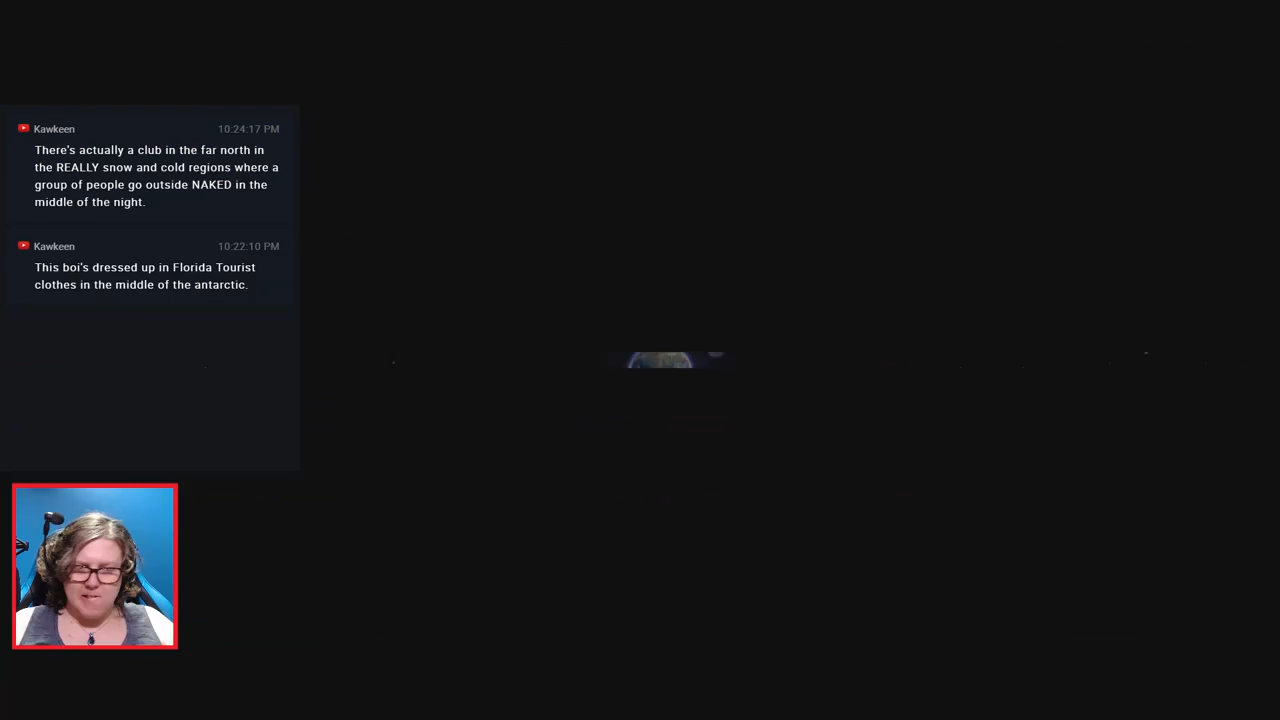 Kawkeen 10:24:17 PM
There's actually a club in the far north in
the REALLY snow and cold regions where a
group of people go outside NAKED in the
middle of the night.
Kawkeen 10:22:10 PM
This boi's dressed up in Florida Tourist
clothes in the middle of the antarctic.